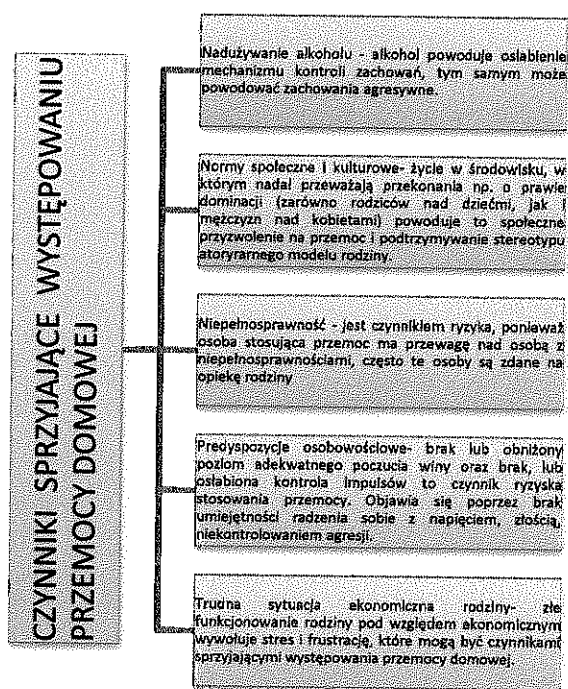 CZYNNIKI SPRZYJAJĄCE WYSTĘPOWANIU
PRZEMOCY DOMOWEJ
Nadużywanie alkoholu - alkohol powoduje osłabienie
mechanizmu kontroli zachowań, tym samym może
powodować zachowania agresywne.
Normy społeczne i kulturowe- życie w środowisku, w
którym nadal przeważają przekonania np. o prawie
dominacji (zarówno rodziców nad dziećmi, jak i
mężczyzn nad kobietami) powoduje to społeczne
przyzwolenie na przemoc i podtrzymywanie stereotypu
atoryrarnego modelu rodziny.
Niepełnosprawność - jest czynnikiem ryzyka, ponieważ
osoba stosująca przemoc ma przewagę nad osobą z
niepełnosprawnościami, często te osoby są zdane na
opiekę rodziny
Predyspozycje osobowościowe- brak lub obniżony
poziom adekwatnego poczucia winy oraz brak, lub
osłabiona kontrola impulsów to czynnik ryzyska
stosowania przemocy. Objawia się poprzez brak
umiejętności radzenia sobie z napięciem, złością,
niekontrolowaniem agresji.
Trudna sytuacja ekonomiczna rodziny- złe
funkcjonowanie rodziny pod względem ekonomicznym
wywołuje stres i frustrację, które mogą być czynnikami
sprzyjającymi występowania przemocy domowej.